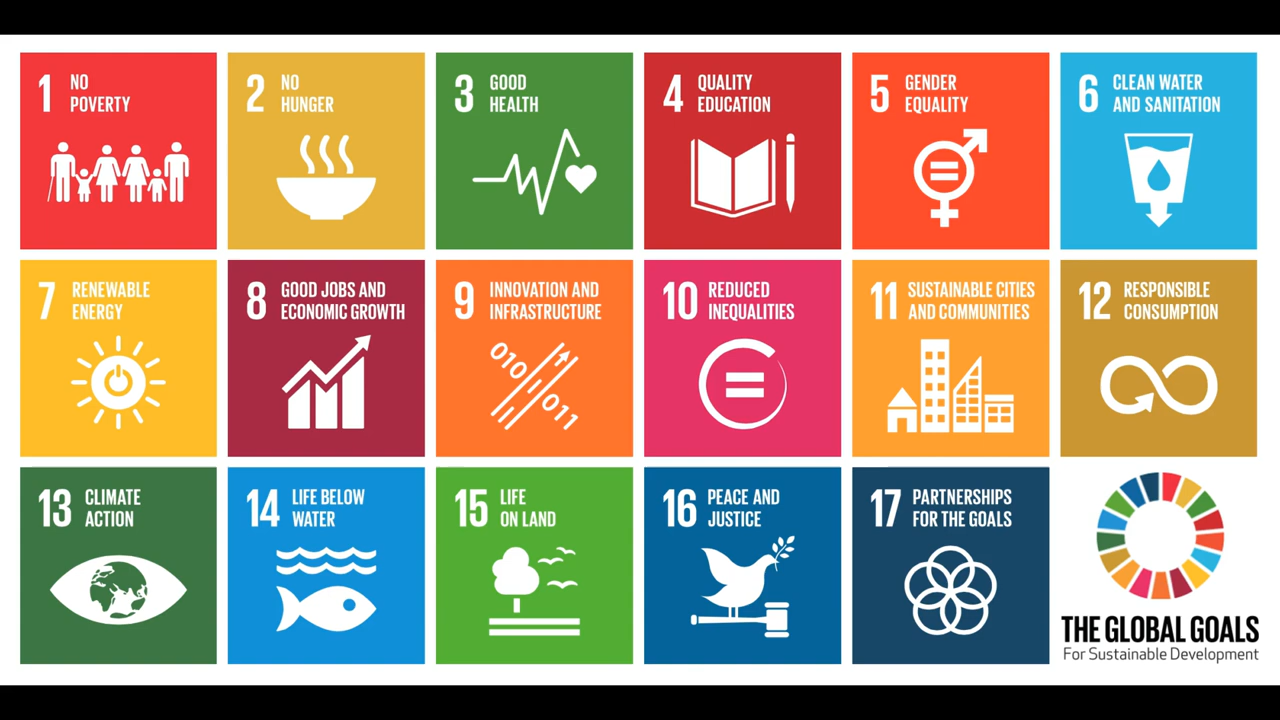 1 NO
POVERTY
2 NO
HUNGER
3 GOOD
HEALTH
4 QUALITY
EDUCATION
5 GENDER
EQUALITY
6 CLEAN WATER
AND SANITATION
7 RENEWABLE
ENERGY
8 GOOD JOBS AND
ECONOMIC GROWTH
9 INNOVATION AND
INFRASTRUCTURE
010
011
10 REDUCED
INEQUALITIES
11 SUSTAINABLE CITIES
AND COMMUNITIES
12 RESPONSIBLE
CONSUMPTION
13 CLIMATE
ACTION
14 LIFE BELOW
WATER
15 LIFE
ON LAND
16 PEACE AND
JUSTICE
17 PARTNERSHIPS
FOR THE GOALS
THE GLOBAL GOALS
For Sustainable Development